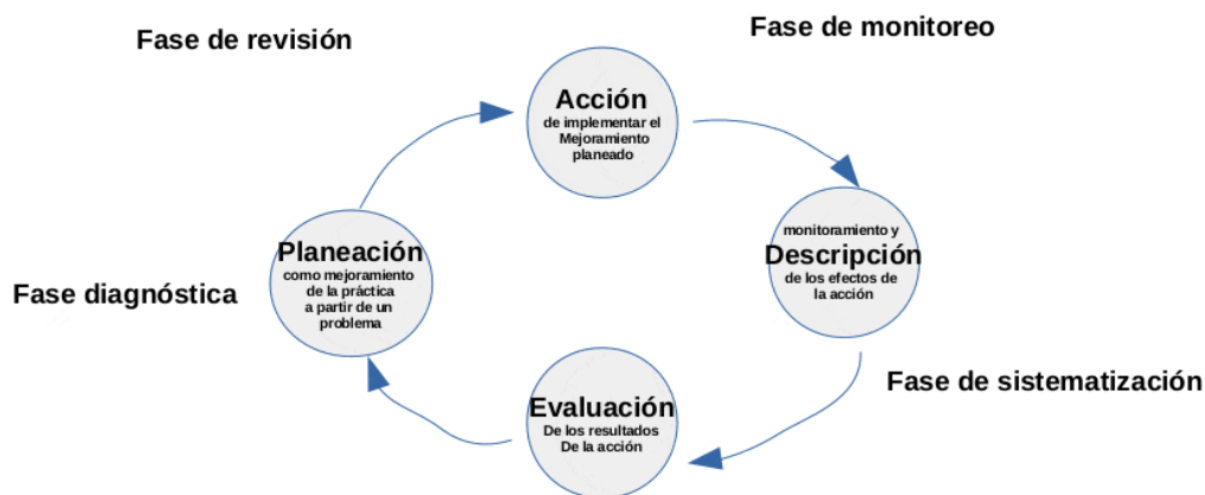 Fase de revisión
Fase de monitoreo
Acción
de implementar el
Mejoramiento
planeado
monitoramiento y
Descripción
de los efectos de
la acción
Planeación
como mejoramiento
de la práctica
a partir de un
problema
Fase diagnóstica
Fase de sistematización
Evaluación
De los resultados
De la acción